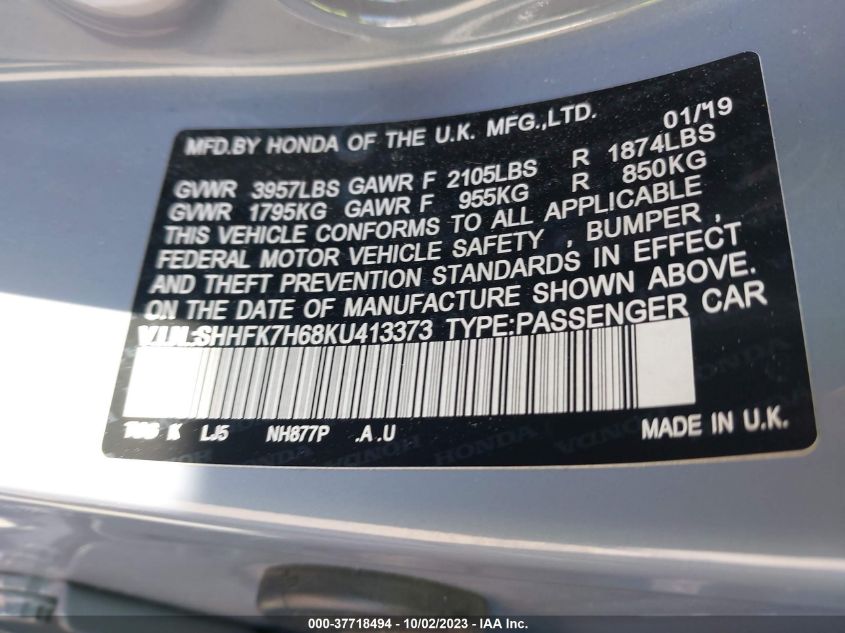 MFD.BY HONDA OF THE U.K. MFG.,LTD. 01/19
GVWR 3957LBS GAWR F 2105LBS R 1874LBS
GVWR 1795KG GAWR F 955KG R 850KG
THIS VEHICLE CONFORMS TO ALL APPLICABLE
FEDERAL MOTOR VEHICLE SAFETY , BUMPER ,
AND THEFT PREVENTION STANDARDS IN EFFECT
ON THE DATE OF MANUFACTURE SHOWN ABOVE.
V.I.N.:SHHFK7H68KU413373 TYPE:PASSENGER CAR
K LJ5 NH877P .A .U MADE IN U.K.
000-37718494 - 10/02/2023 - IAA Inc.